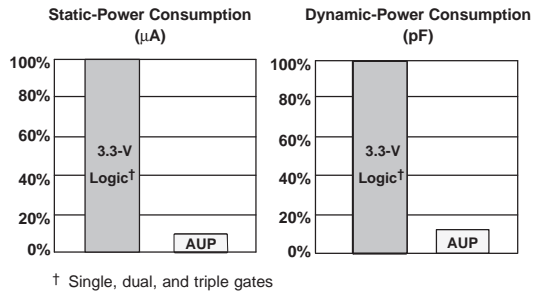 Static-Power Consumption
(μA)
100%
80%
60%
40%
20%
0%
3.3-V
Logic†
AUP
Dynamic-Power Consumption
(pF)
100%
80%
60%
40%
20%
0%
3.3-V
Logic†
AUP
† Single, dual, and triple gates